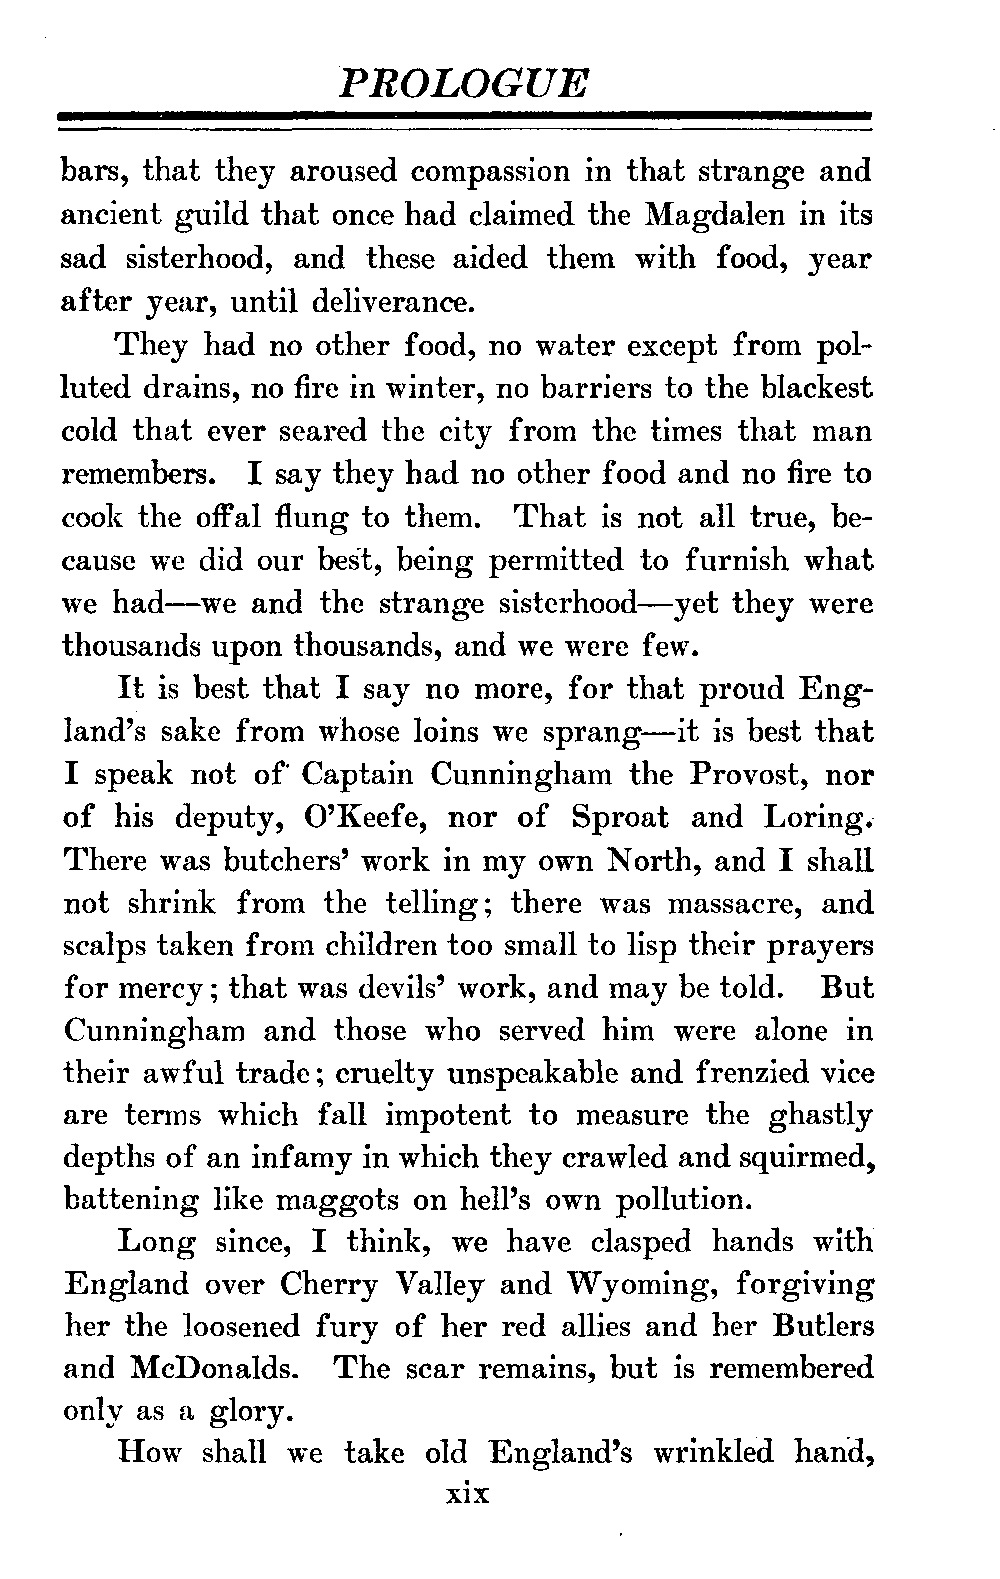 PROLOGUE
bars, that they aroused compassion in that strange and
ancient guild that once had claimed the Magdalen in its
sad sisterhood, and these aided them with food, year
after year, until deliverance.
They had no other food, no water except from pol-
luted drains, no fire in winter, no barriers to the blackest
cold that ever seared the city from the times that man
remembers. I say they had no other food and no fire to
cook the offal flung to them. That is not all true, be-
cause we did our best, being permitted to furnish what
we had—we and the strange sisterhood—yet they were
thousands upon thousands, and we were few.
It is best that I say no more, for that proud Eng-
land's sake from whose loins we sprang—it is best that
I speak not of Captain Cunningham the Provost, nor
of his deputy, O'Keefe, nor of Sproat and Loring.
There was butchers' work in my own North, and I shall
not shrink from the telling; there was massacre, and
scalps taken from children too small to lisp their prayers
for mercy; that was devils' work, and may be told. But
Cunningham and those who served him were alone in
their awful trade; cruelty unspeakable and frenzied vice
are terms which fall impotent to measure the ghastly
depths of an infamy in which they crawled and squirmed,
battening like maggots on hell's own pollution.
Long since, I think, we have clasped hands with
England over Cherry Valley and Wyoming, forgiving
her the loosened fury of her red allies and her Butlers
and McDonalds. The scar remains, but is remembered
only as a glory.
How shall we take old England's wrinkled hand,
xix